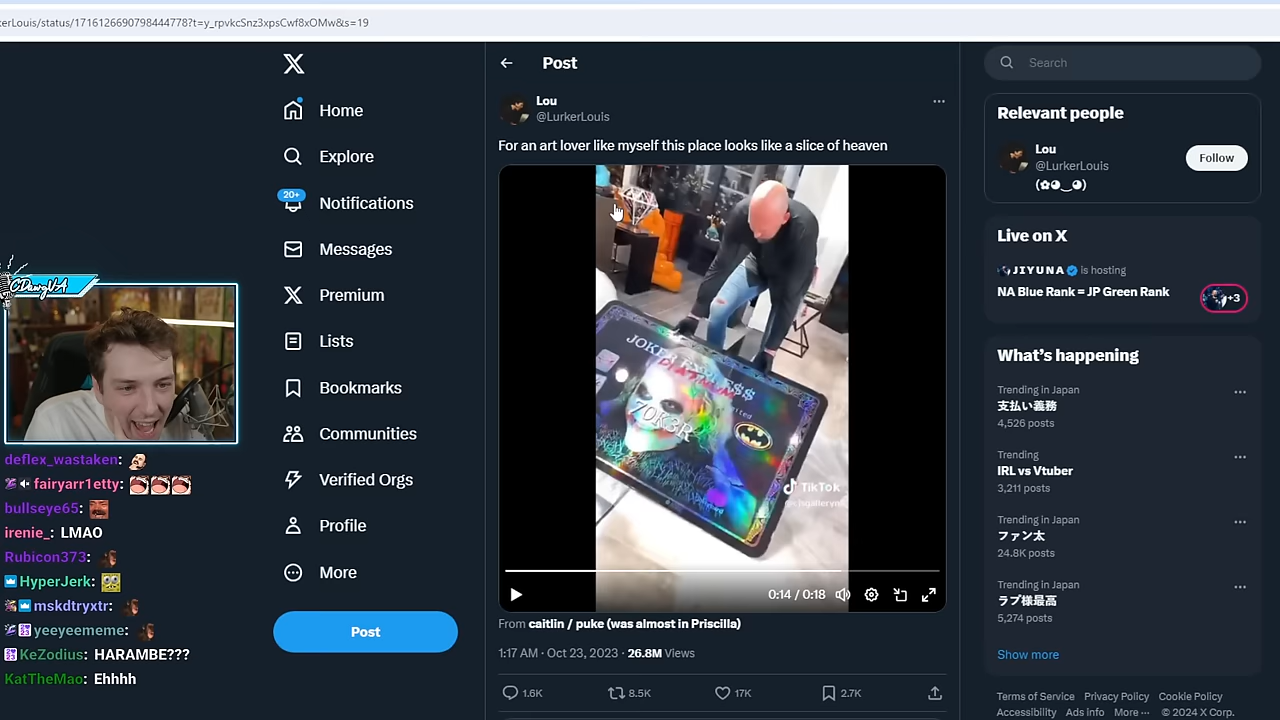 kerLouis/status/1716126690798444778?t=y_rpvkcSnz3xpsCwf8xOMw&s=19
Home
Explore
20+
Notifications
Messages
Premium
Lists
Bookmarks
Communities
Verified Orgs
Profile
More
Post
Post
Lou
@LurkerLouis
For an art lover like myself this place looks like a slice of heaven
JOKER EXPRE$$
PLATINUM
70K3R
TikTok
0:14 / 0:18
From caitlin / puke (was almost in Priscilla)
1:17 AM · Oct 23, 2023 · 26.8M Views
1.6K
8.5K
17K
2.7K
Search
Relevant people
Lou
@LurkerLouis
(✿◕‿◕)
Follow
Live on X
JIYUNA is hosting
NA Blue Rank = JP Green Rank
+3
What's happening
Trending in Japan
支払い義務
4,526 posts
Trending
IRL vs Vtuber
3,211 posts
Trending in Japan
ファン太
24.8K posts
Trending in Japan
ラブ様最高
5,274 posts
Show more
Terms of Service Privacy Policy Cookie Policy
Accessibility Ads info More ··· © 2024 X Corp.
CDawgVA
deflex_wastaken:
fairyarr1etty:
bullseye65:
irenie_: LMAO
Rubicon373:
HyperJerk:
mskdtryxtr:
yeeyeememe:
KeZodius: HARAMBE???
KatTheMao: Ehhhh